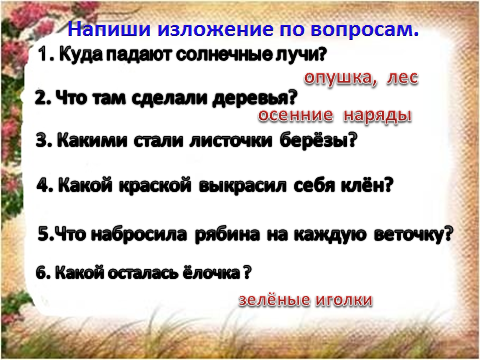 Напиши изложение по вопросам.
1. Куда падают солнечные лучи?
опушка, лес
2. Что там сделали деревья?
осенние наряды
3. Какими стали листочки берёзы?
4. Какой краской выкрасил себя клён?
5.Что набросила рябина на каждую веточку?
6. Какой осталась ёлочка ?
зелёные иголки